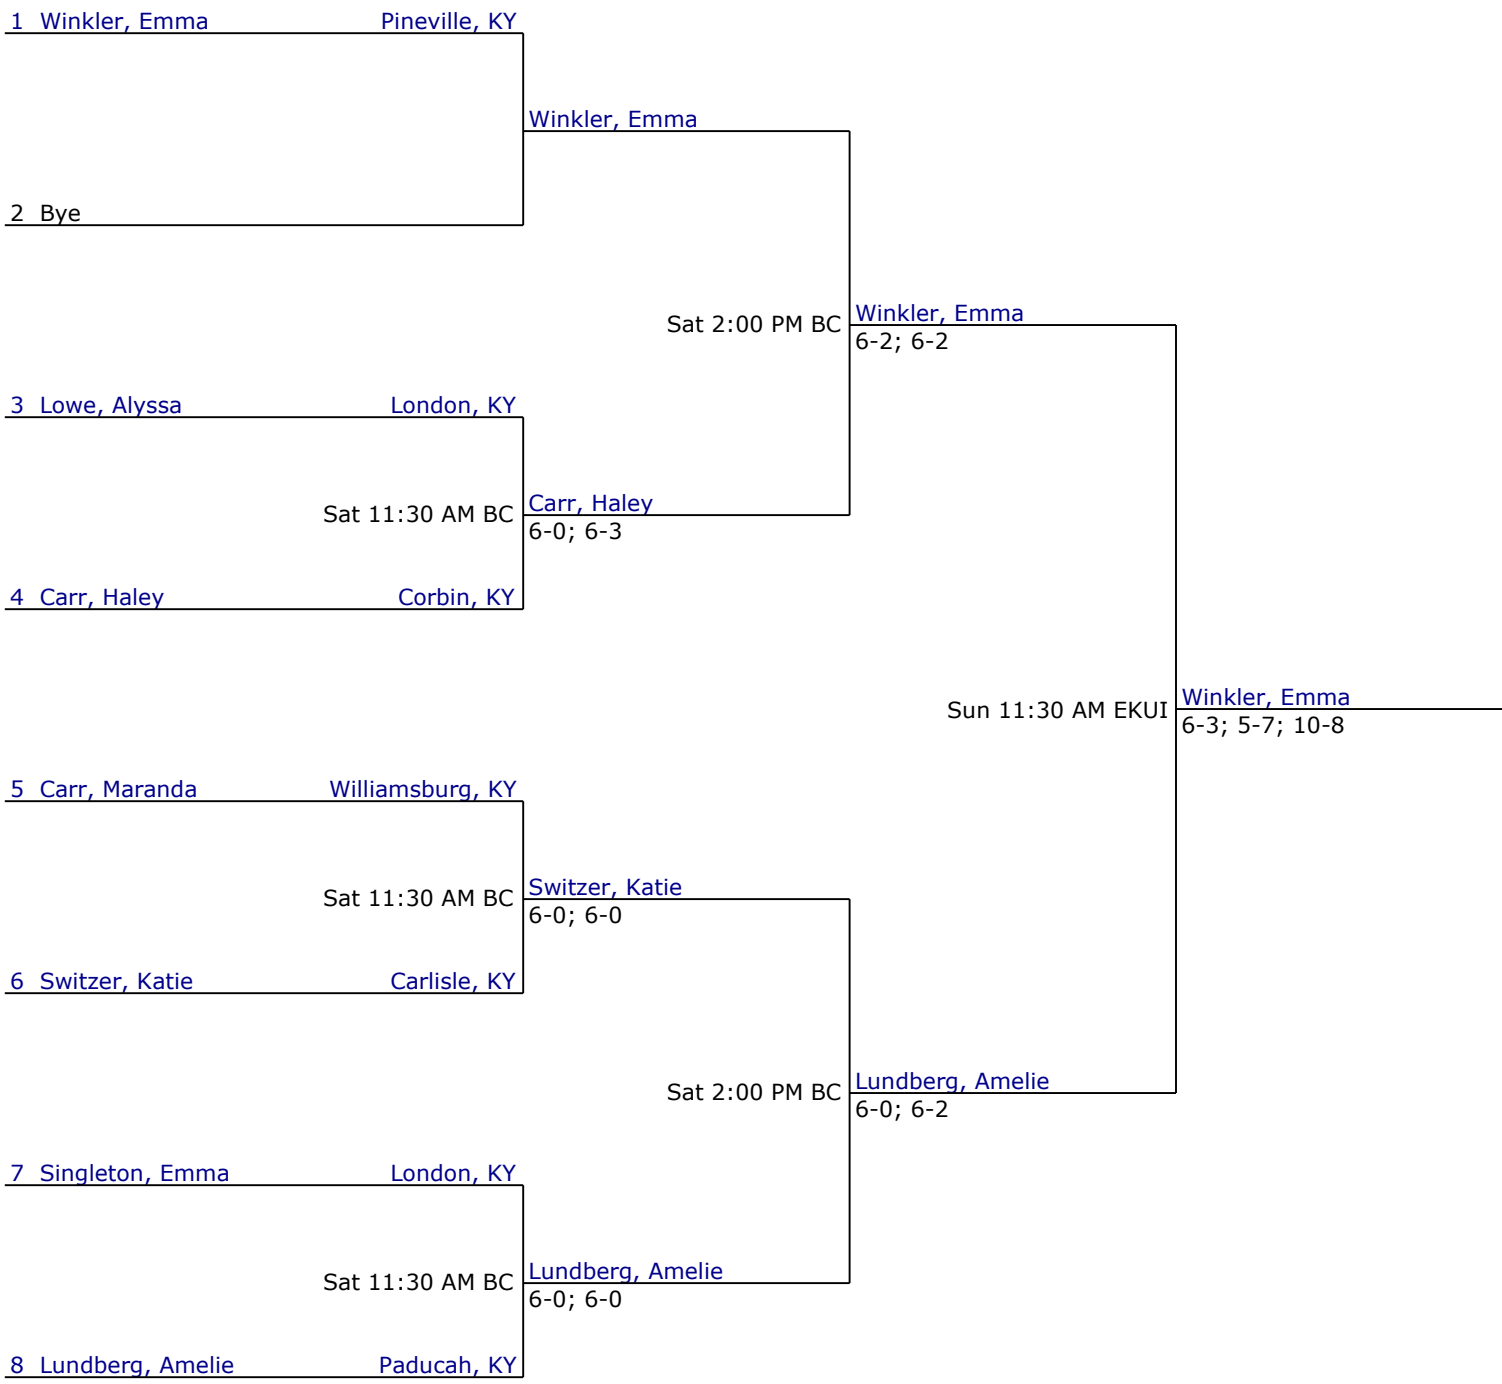 1 Winkler, Emma Pineville, KY
Winkler, Emma
2 Bye
Sat 2:00 PM BC
Winkler, Emma
6-2; 6-2
3 Lowe, Alyssa London, KY
Sat 11:30 AM BC
Carr, Haley
6-0; 6-3
4 Carr, Haley Corbin, KY
Sun 11:30 AM EKUI
Winkler, Emma
6-3; 5-7; 10-8
5 Carr, Maranda Williamsburg, KY
Sat 11:30 AM BC
Switzer, Katie
6-0; 6-0
6 Switzer, Katie Carlisle, KY
Sat 2:00 PM BC
Lundberg, Amelie
6-0; 6-2
7 Singleton, Emma London, KY
Sat 11:30 AM BC
Lundberg, Amelie
6-0; 6-0
8 Lundberg, Amelie Paducah, KY